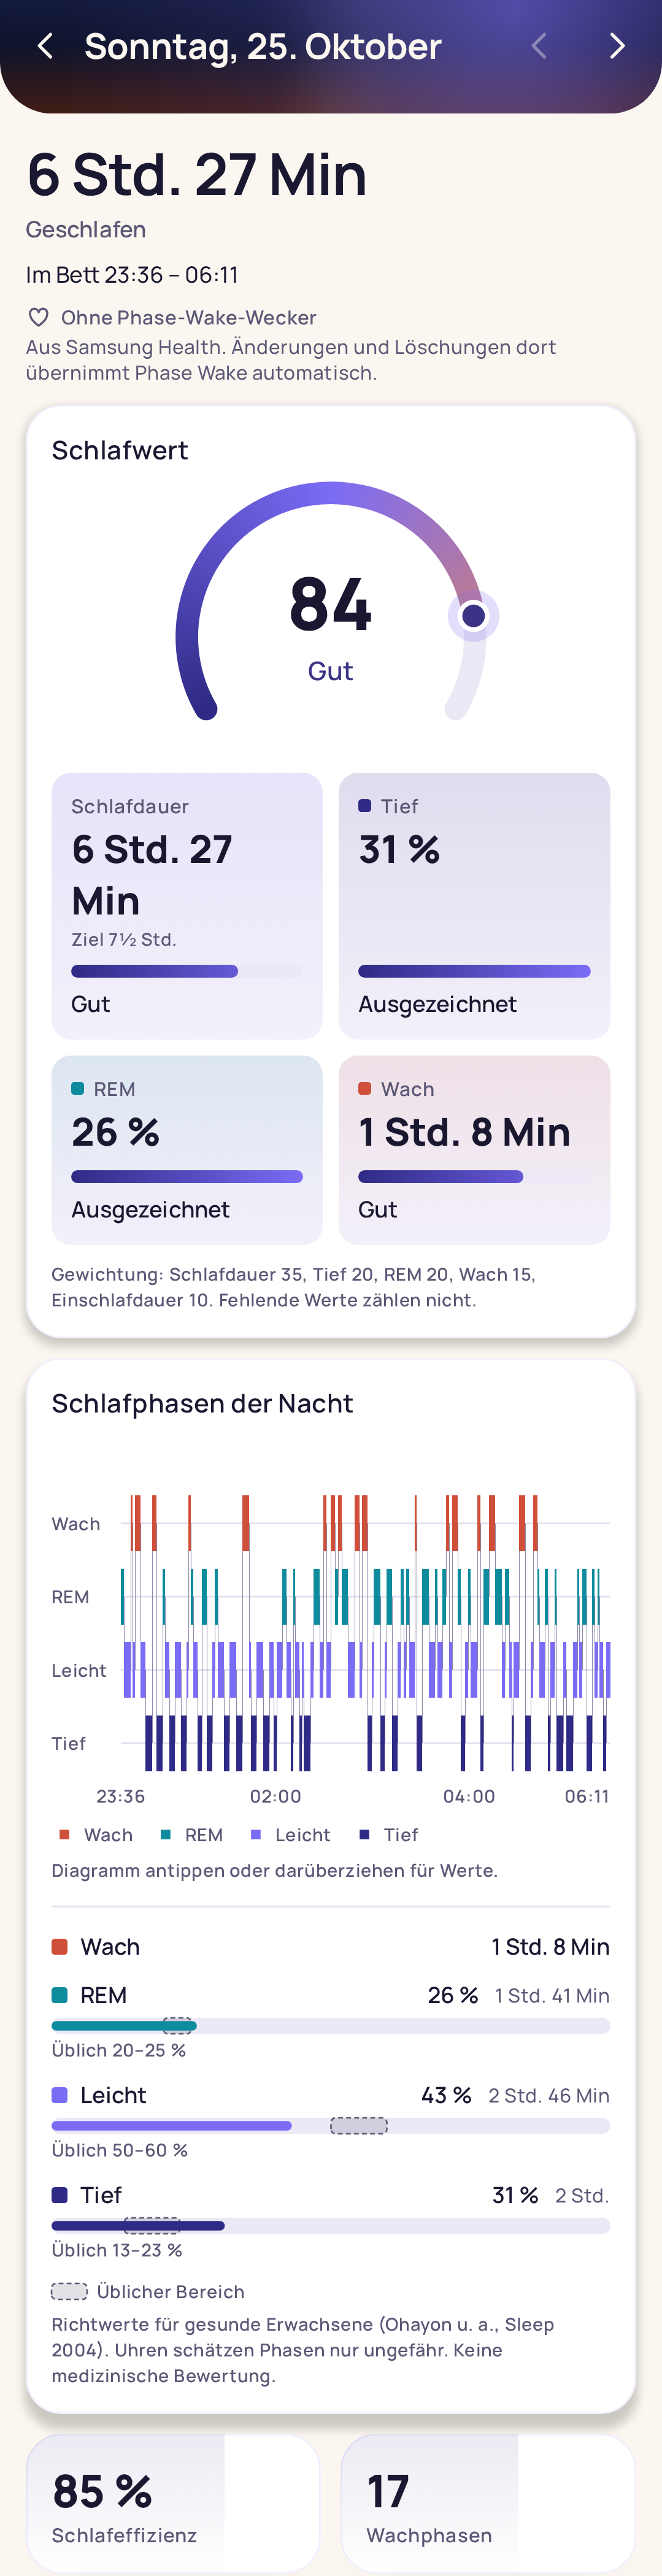 Sonntag, 25. Oktober
6 Std. 27 Min
Geschlafen
Im Bett 23:36 – 06:11
Ohne Phase-Wake-Wecker
Aus Samsung Health. Änderungen und Löschungen dort
übernimmt Phase Wake automatisch.
Schlafwert
84
Gut
Schlafdauer
6 Std. 27
Min
Ziel 7½ Std.
Gut
Tief
31 %
Ausgezeichnet
REM
26 %
Ausgezeichnet
Wach
1 Std. 8 Min
Gut
Gewichtung: Schlafdauer 35, Tief 20, REM 20, Wach 15,
Einschlafdauer 10. Fehlende Werte zählen nicht.
Schlafphasen der Nacht
Wach
REM
Leicht
Tief
23:36 02:00 04:00 06:11
Wach REM Leicht Tief
Diagramm antippen oder darüberziehen für Werte.
Wach 1 Std. 8 Min
REM 26 % 1 Std. 41 Min
Üblich 20–25 %
Leicht 43 % 2 Std. 46 Min
Üblich 50–60 %
Tief 31 % 2 Std.
Üblich 13–23 %
Üblicher Bereich
Richtwerte für gesunde Erwachsene (Ohayon u. a., Sleep
2004). Uhren schätzen Phasen nur ungefähr. Keine
medizinische Bewertung.
85 %
Schlafeffizienz
17
Wachphasen